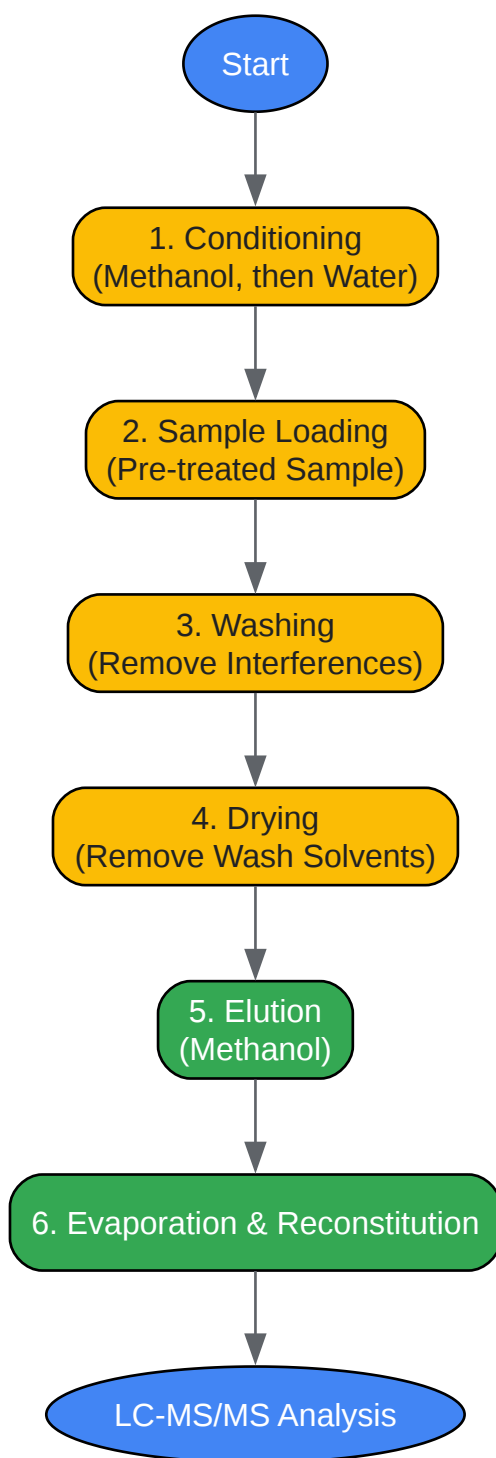 Start
1. Conditioning
(Methanol, then Water)
2. Sample Loading
(Pre-treated Sample)
3. Washing
(Remove Interferences)
4. Drying
(Remove Wash Solvents)
5. Elution
(Methanol)
6. Evaporation & Reconstitution
LC-MS/MS Analysis